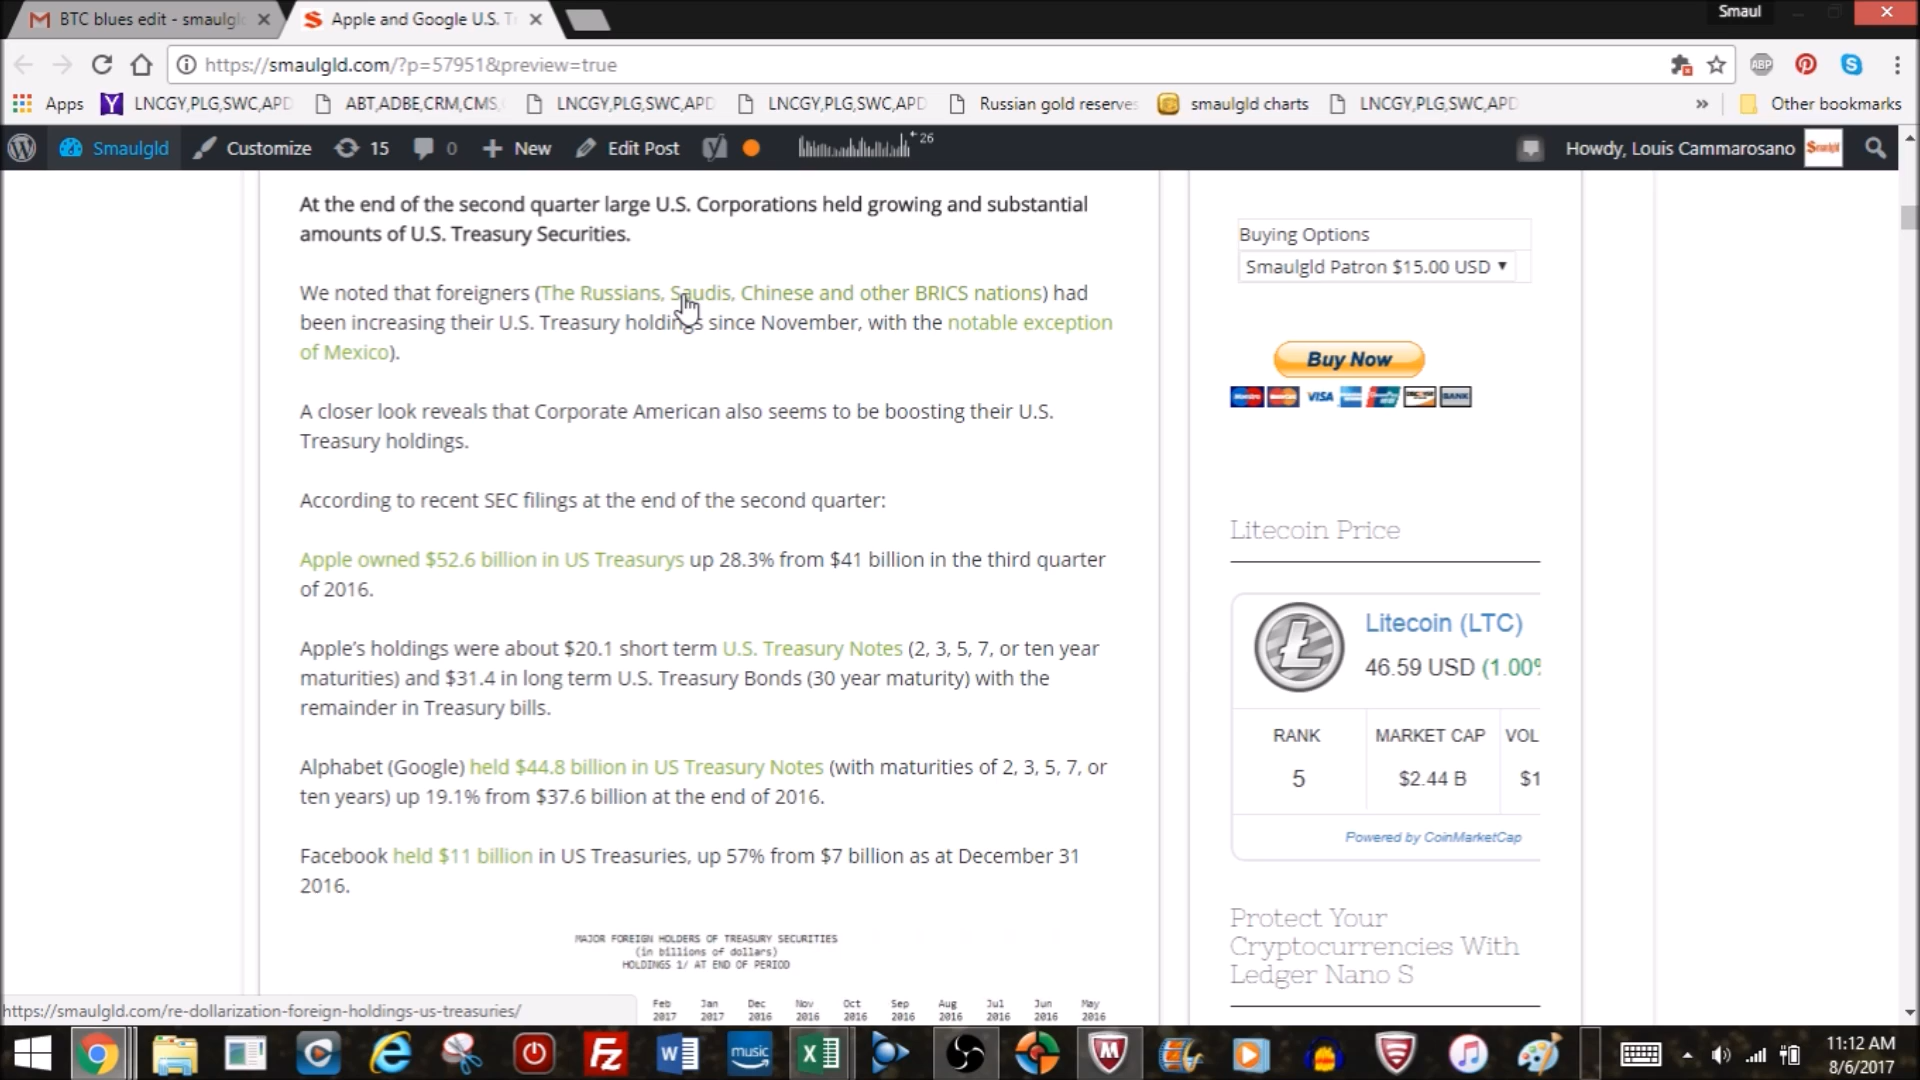 BTC blues edit - smaulgl
Apple and Google U.S. T
Smaul
https://smaulgld.com/?p=57951&preview=true
ABP
Apps
LNCGY,PLG,SWC,APD
ABT,ADBE,CRM,CMS,
LNCGY,PLG,SWC,APD
LNCGY,PLG,SWC,APD
Russian gold reserves
smaulgld charts
LNCGY,PLG,SWC,APD
» Other bookmarks
Smaulgld
Customize
15
0
New
Edit Post
26
Howdy, Louis Cammarosano
At the end of the second quarter large U.S. Corporations held growing and substantial
amounts of U.S. Treasury Securities.
We noted that foreigners (The Russians, Saudis, Chinese and other BRICS nations) had
been increasing their U.S. Treasury holdings since November, with the notable exception
of Mexico).
A closer look reveals that Corporate American also seems to be boosting their U.S.
Treasury holdings.
According to recent SEC filings at the end of the second quarter:
Apple owned $52.6 billion in US Treasurys up 28.3% from $41 billion in the third quarter
of 2016.
Apple’s holdings were about $20.1 short term U.S. Treasury Notes (2, 3, 5, 7, or ten year
maturities) and $31.4 in long term U.S. Treasury Bonds (30 year maturity) with the
remainder in Treasury bills.
Alphabet (Google) held $44.8 billion in US Treasury Notes (with maturities of 2, 3, 5, 7, or
ten years) up 19.1% from $37.6 billion at the end of 2016.
Facebook held $11 billion in US Treasuries, up 57% from $7 billion as at December 31
2016.
MAJOR FOREIGN HOLDERS OF TREASURY SECURITIES
(in billions of dollars)
HOLDINGS 1/ AT END OF PERIOD
Feb Jan Dec Nov Oct Sep Aug Jul Jun May
2017 2017 2016 2016 2016 2016 2016 2016 2016 2016
Buying Options
Smaulgld Patron $15.00 USD
Buy Now
VISA
BANK
Litecoin Price
Litecoin (LTC)
46.59 USD (1.00%
RANK MARKET CAP VOL
5 $2.44 B $1
Powered by CoinMarketCap
Protect Your
Cryptocurrencies With
Ledger Nano S
https://smaulgld.com/re-dollarization-foreign-holdings-us-treasuries/
music
11:12 AM
8/6/2017